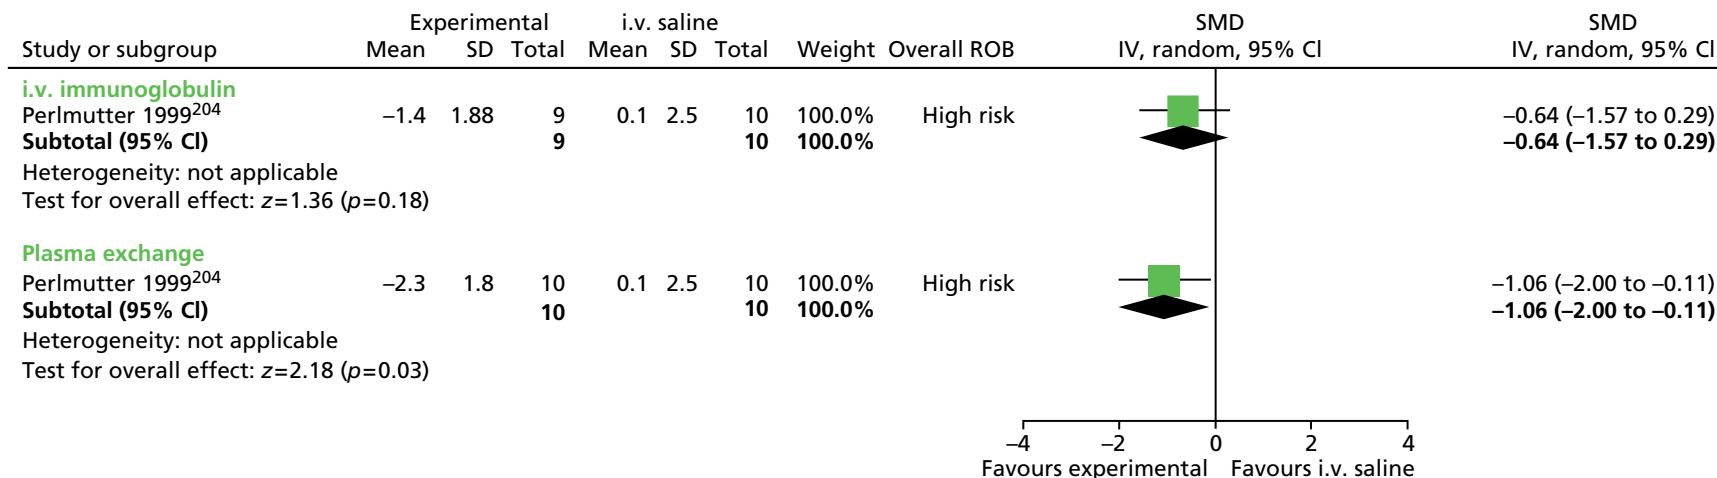 Experimental i.v. saline SMD SMD
Study or subgroup Mean SD Total Mean SD Total Weight Overall ROB IV, random, 95% CI IV, random, 95% CI
i.v. immunoglobulin
Perlmutter 1999204 –1.4 1.88 9 0.1 2.5 10 100.0% High risk –0.64 (–1.57 to 0.29)
Subtotal (95% CI) 9 10 100.0% –0.64 (–1.57 to 0.29)
Heterogeneity: not applicable
Test for overall effect: z=1.36 (p=0.18)
Plasma exchange
Perlmutter 1999204 –2.3 1.8 10 0.1 2.5 10 100.0% High risk –1.06 (–2.00 to –0.11)
Subtotal (95% CI) 10 10 100.0% –1.06 (–2.00 to –0.11)
Heterogeneity: not applicable
Test for overall effect: z=2.18 (p=0.03)
–4 –2 0 2 4
Favours experimental Favours i.v. saline